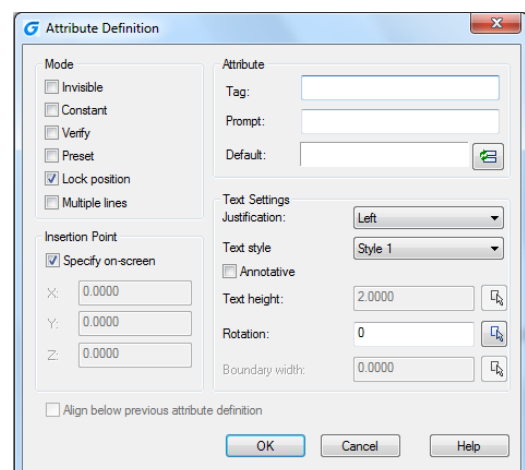 Attribute Definition
Mode
Invisible
Constant
Verify
Preset
Lock position
Multiple lines
Attribute
Tag:
Prompt:
Default:
Insertion Point
Specify on-screen
X: 0.0000
Y: 0.0000
Z: 0.0000
Text Settings
Justification: Left
Text style Style 1
Annotative
Text height: 2.0000
Rotation: 0
Boundary width: 0.0000
Align below previous attribute definition
OK Cancel Help